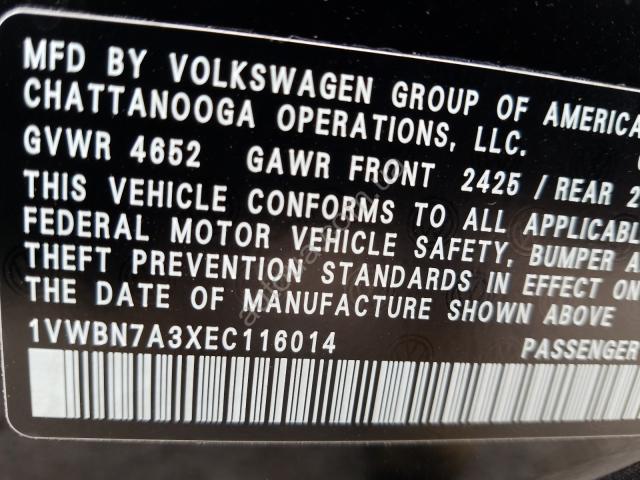 MFD BY VOLKSWAGEN GROUP OF AMERICA
CHATTANOOGA OPERATIONS, LLC.
GVWR 4652 GAWR FRONT 2425 / REAR 2
THIS VEHICLE CONFORMS TO ALL APPLICABLE
FEDERAL MOTOR VEHICLE SAFETY, BUMPER A
THEFT PREVENTION STANDARDS IN EFFECT ON
THE DATE OF MANUFACTURE SHOWN ABOVE
1VWBN7A3XEC116014 PASSENGER